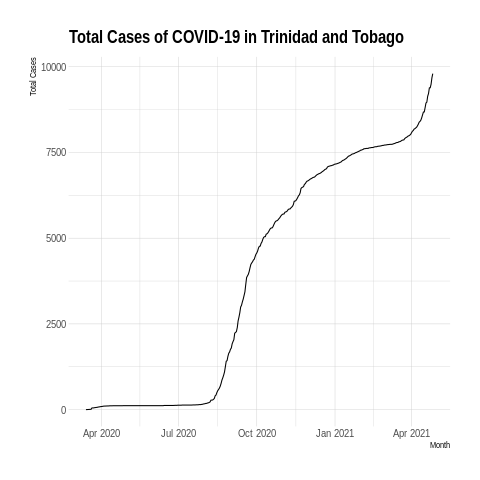 Total Cases of COVID-19 in Trinidad and Tobago
Total Cases
10000
7500
5000
2500
0
Apr 2020 Jul 2020 Oct 2020 Jan 2021 Apr 2021
Month